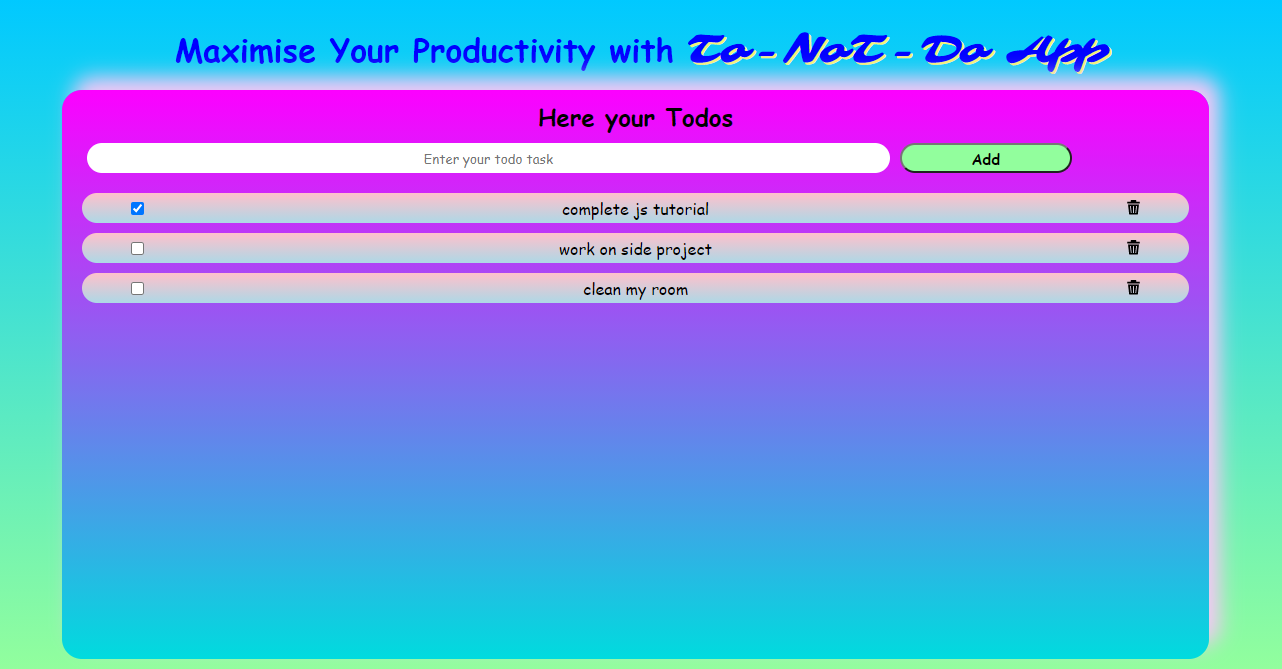 Maximise Your Productivity with To-NoT-Do App
Here your Todos
Enter your todo task
Add
complete js tutorial
work on side project
clean my room